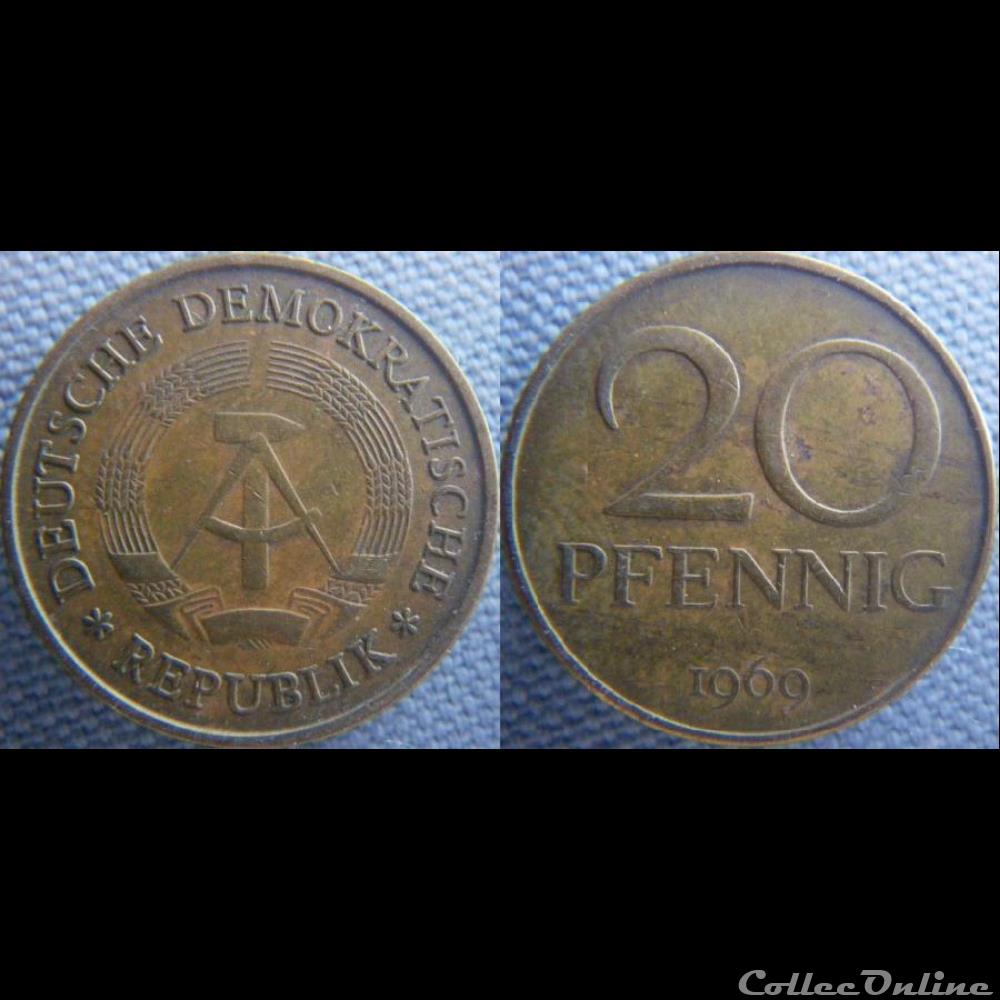 * DEUTSCHE DEMOKRATISCHE *
REPUBLIK
20
PFENNIG
1969
CollecOnline